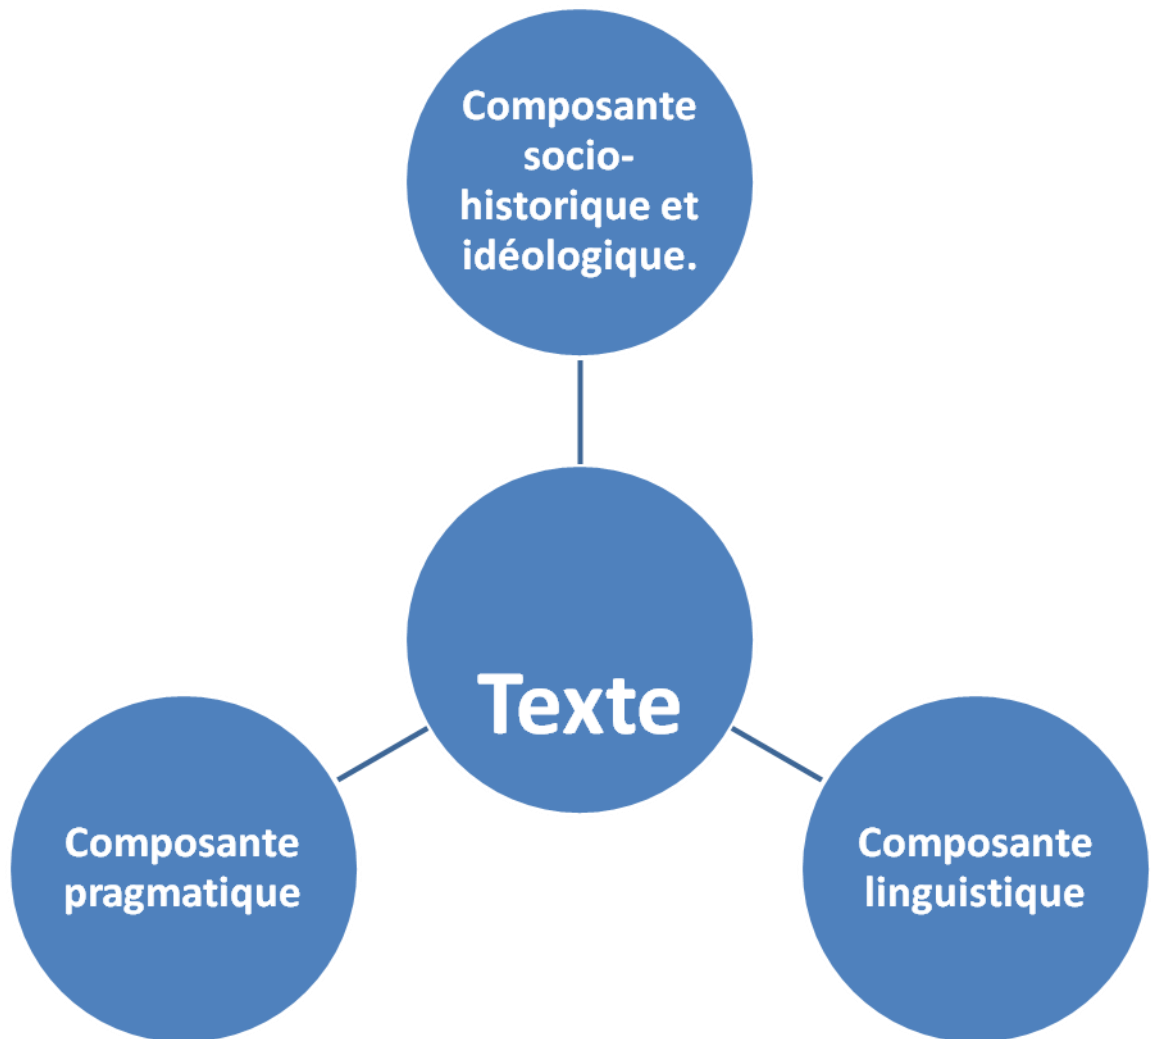 Composante
socio-
historique et
idéologique.
Texte
Composante
pragmatique
Composante
linguistique